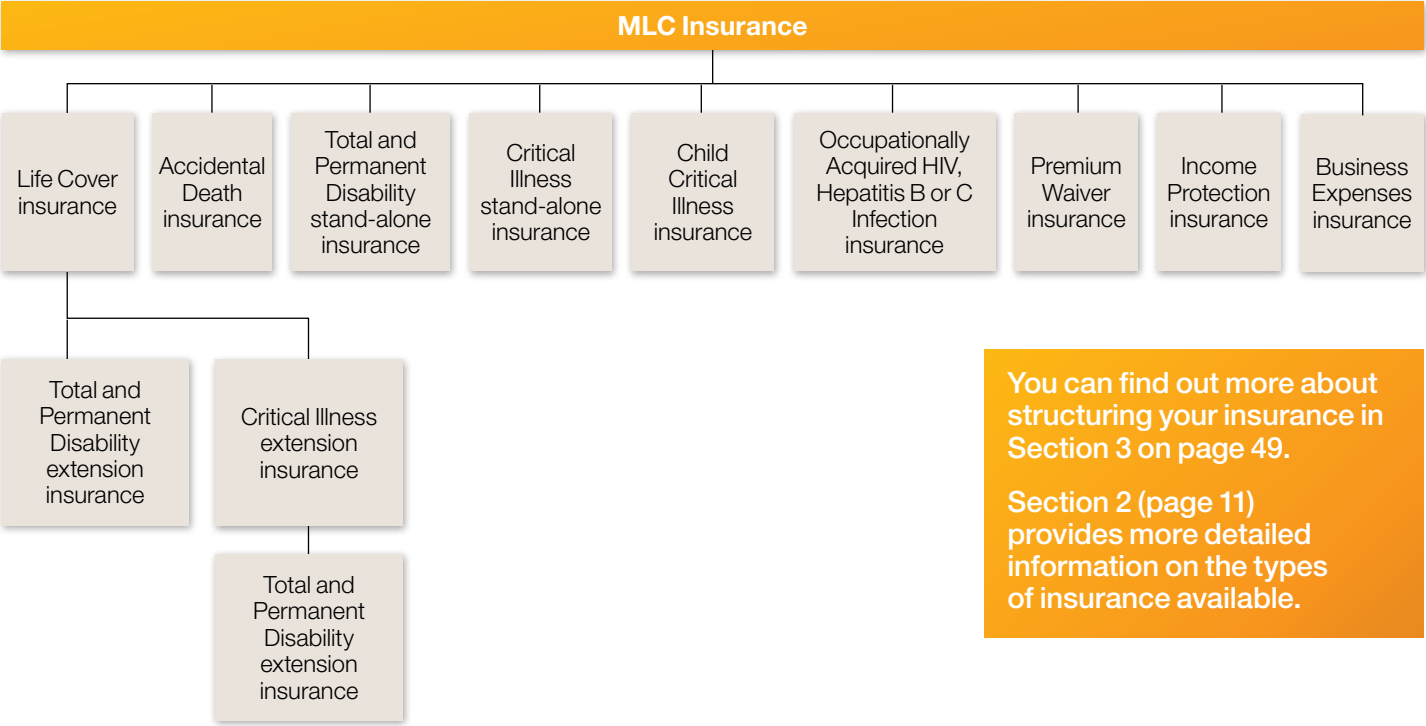 MLC Insurance
Life Cover
insurance
Accidental
Death
insurance
Total and
Permanent
Disability
stand-alone
insurance
Critical
Illness
stand-alone
insurance
Child
Critical
Illness
insurance
Occupationally
Acquired HIV,
Hepatitis B or C
Infection
insurance
Premium
Waiver
insurance
Income
Protection
insurance
Business
Expenses
insurance
Total and
Permanent
Disability
extension
insurance
Critical Illness
extension
insurance
Total and
Permanent
Disability
extension
insurance
You can find out more about
structuring your insurance in
Section 3 on page 49.
Section 2 (page 11)
provides more detailed
information on the types
of insurance available.